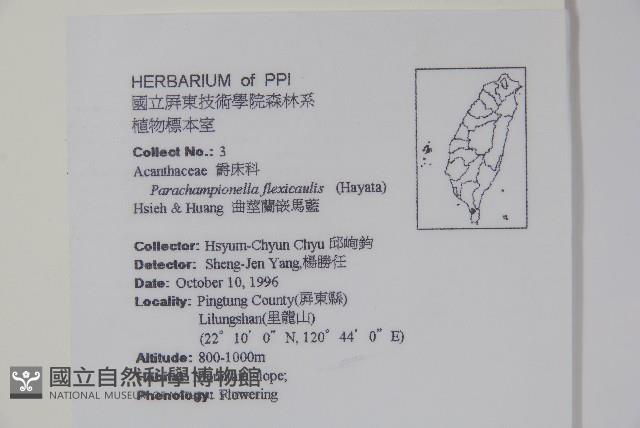 HERBARIUM of PPI
國立屏東技術學院森林系
植物標本室
Collect No.: 3
Acanthaceae 爵床科
Parachampionella flexicaulis (Hayata)
Hsieh & Huang 曲莖蘭嵌馬藍
Collector: Hsyum-Chyun Chyu 邱峋鈞
Detector: Sheng-Jen Yang,楊勝任
Date: October 10, 1996
Locality: Pingtung County(屏東縣)
Lilungshan(里龍山)
(22° 10′ 0″ N, 120° 44′ 0″ E)
Altitude: 800-1000m
國立自然科學博物館
slope;
NATIONAL MUSEUM
Phenology: Flowering